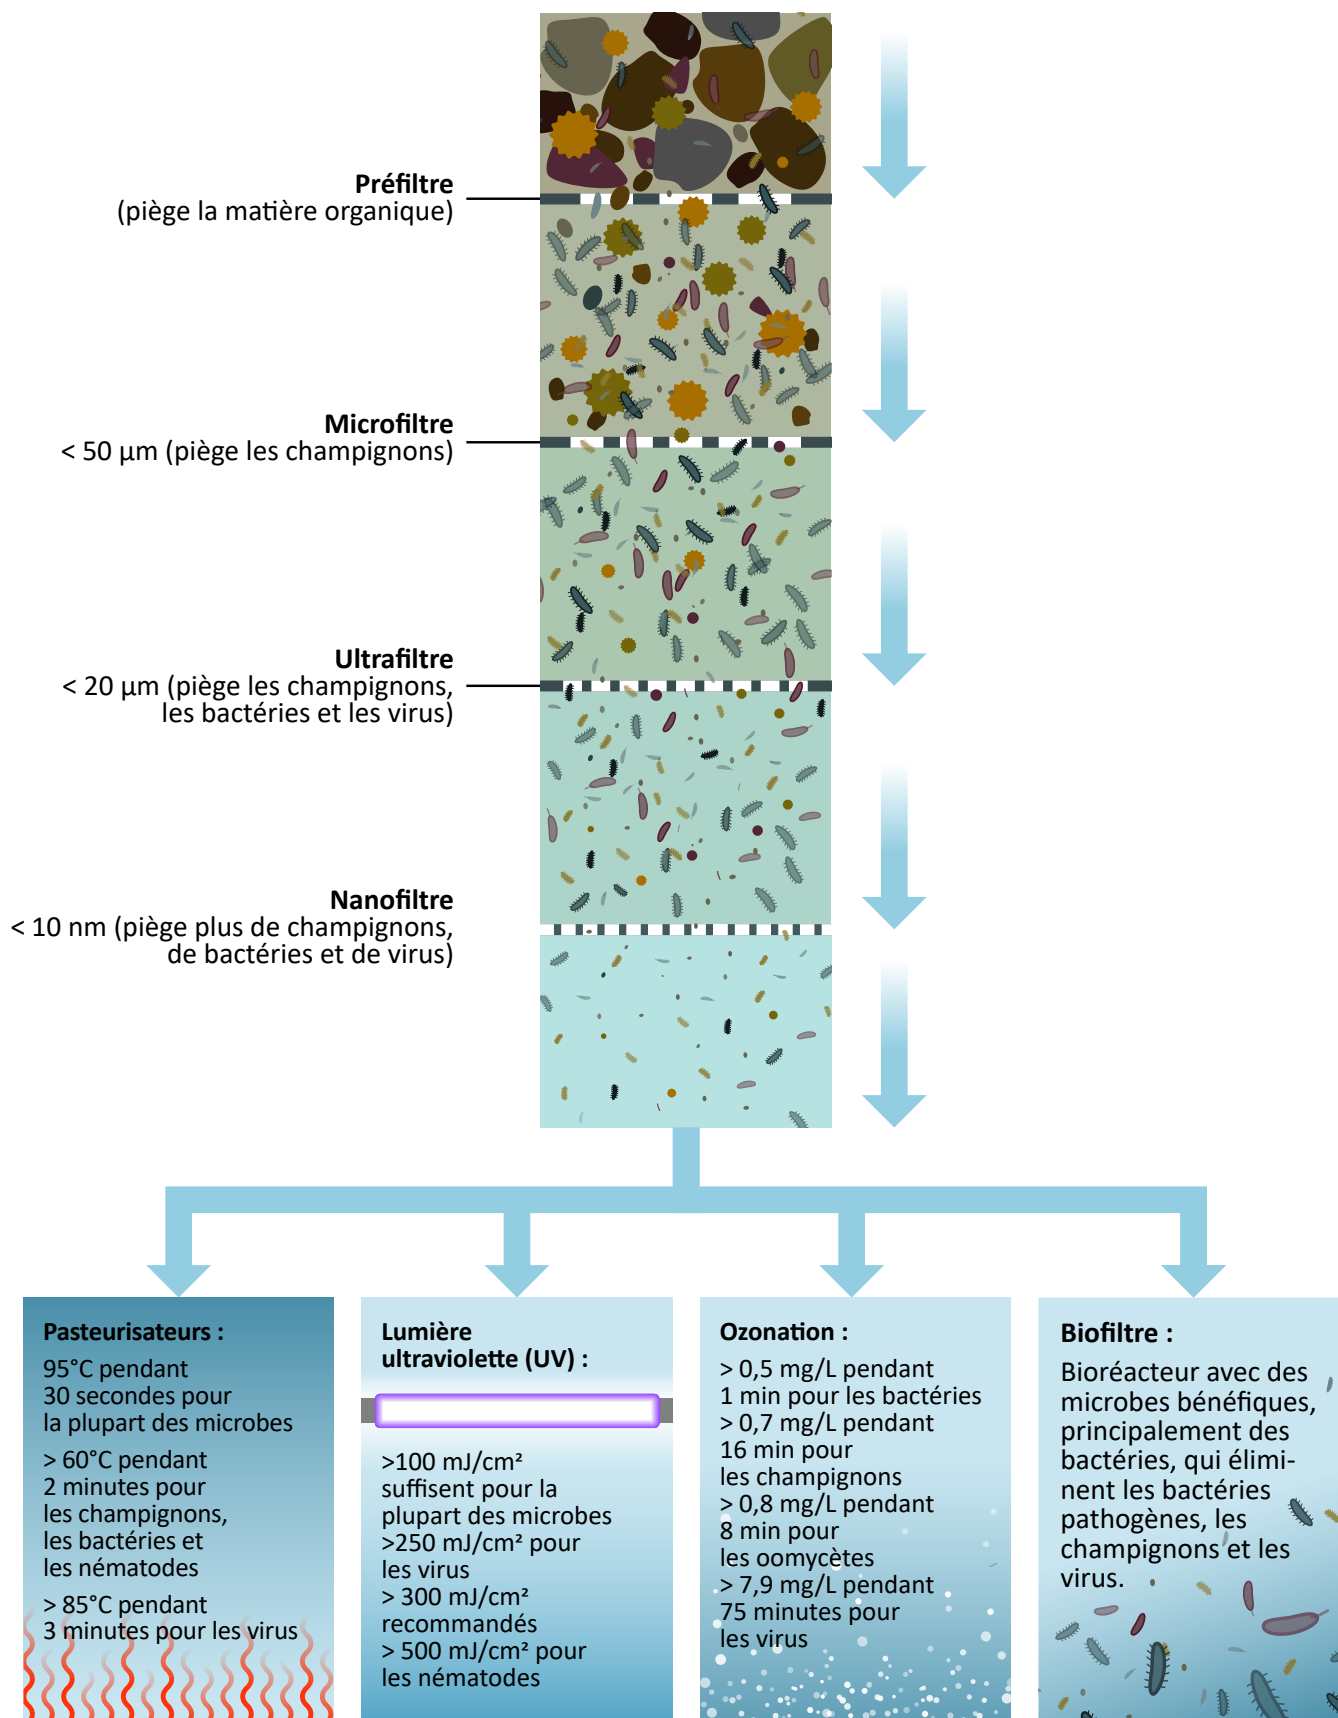 Préfiltre
(piège la matière organique)
Microfiltre
< 50 µm (piège les champignons)
Ultrafiltre
< 20 µm (piège les champignons,
les bactéries et les virus)
Nanofiltre
< 10 nm (piège plus de champignons,
de bactéries et de virus)
Pasteurisateurs :
95°C pendant
30 secondes pour
la plupart des microbes
> 60°C pendant
2 minutes pour
les champignons,
les bactéries et
les nématodes
> 85°C pendant
3 minutes pour les virus
Lumière
ultraviolette (UV) :
>100 mJ/cm²
suffisent pour la
plupart des microbes
>250 mJ/cm² pour
les virus
> 300 mJ/cm²
recommandés
> 500 mJ/cm² pour
les nématodes
Ozonation :
> 0,5 mg/L pendant
1 min pour les bactéries
> 0,7 mg/L pendant
16 min pour
les champignons
> 0,8 mg/L pendant
8 min pour
les oomycètes
> 7,9 mg/L pendant
75 minutes pour
les virus
Biofiltre :
Bioréacteur avec des
microbes bénéfiques,
principalement des
bactéries, qui élimi-
nent les bactéries
pathogènes, les
champignons et les
virus.